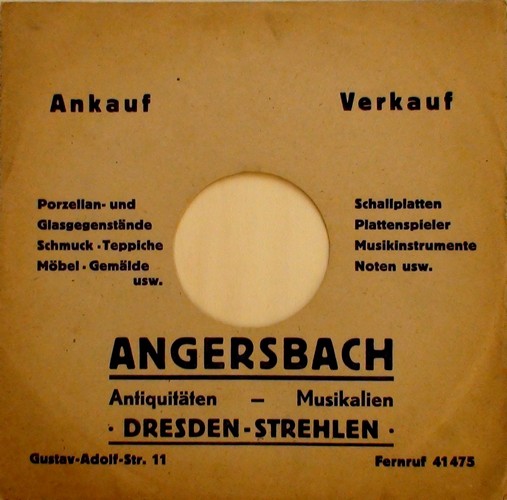 Ankauf Verkauf
Porzellan- und
Glasgegenstände
Schmuck · Teppiche
Möbel · Gemälde
usw.
Schallplatten
Plattenspieler
Musikinstrumente
Noten usw.
ANGERSBACH
Antiquitäten — Musikalien
· DRESDEN - STREHLEN ·
Gustav-Adolf-Str. 11 Fernruf 41475